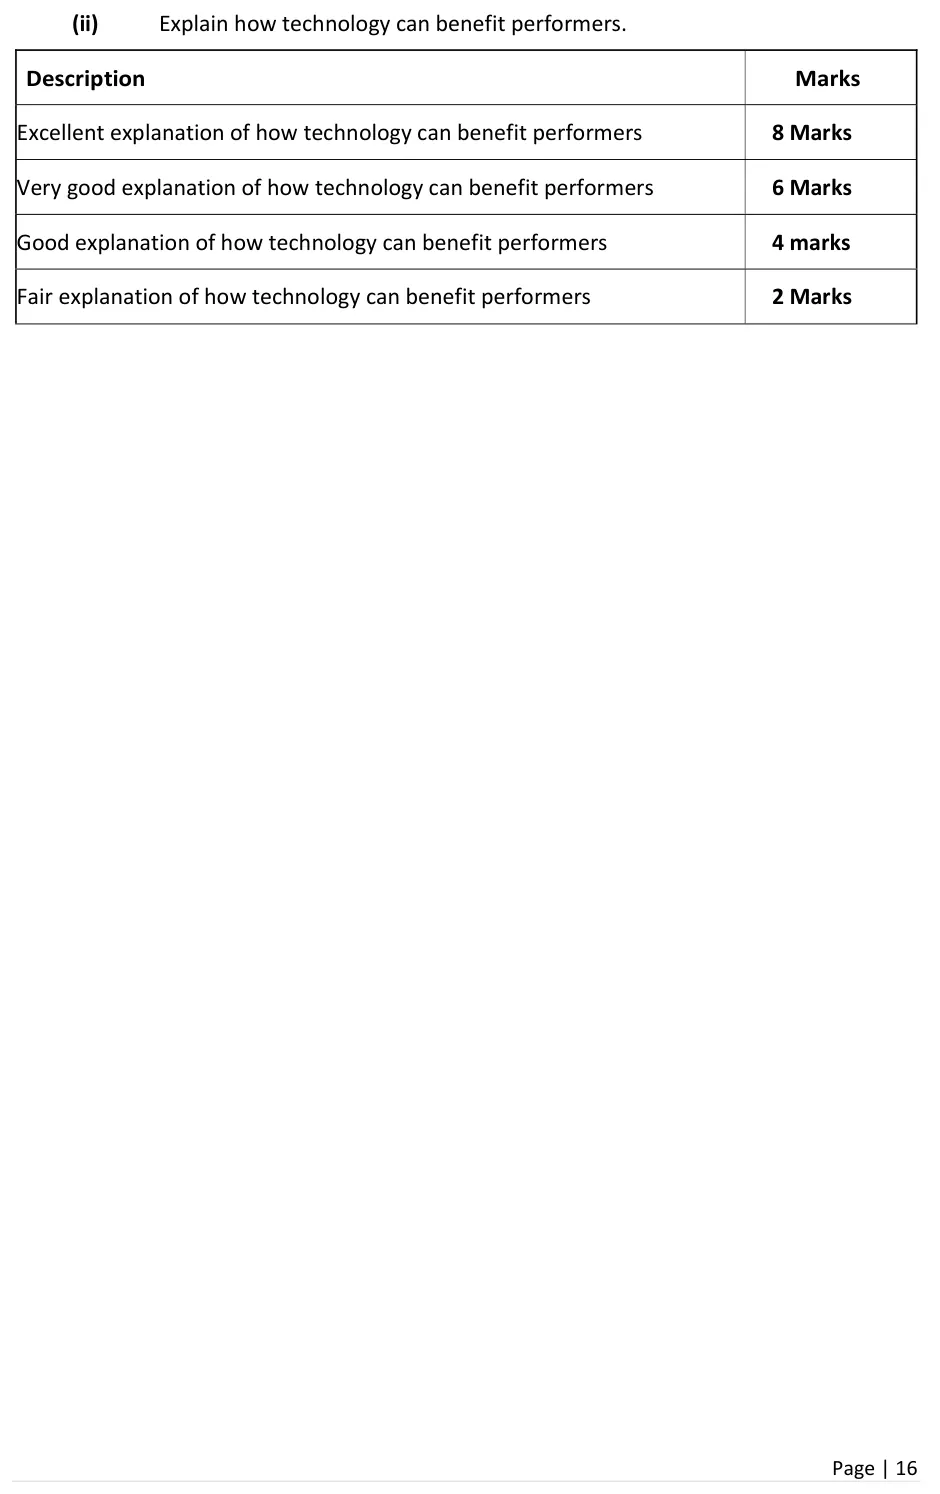 (ii) Explain how technology can benefit performers.
Description Marks
Excellent explanation of how technology can benefit performers 8 Marks
Very good explanation of how technology can benefit performers 6 Marks
Good explanation of how technology can benefit performers 4 marks
Fair explanation of how technology can benefit performers 2 Marks
Page | 16